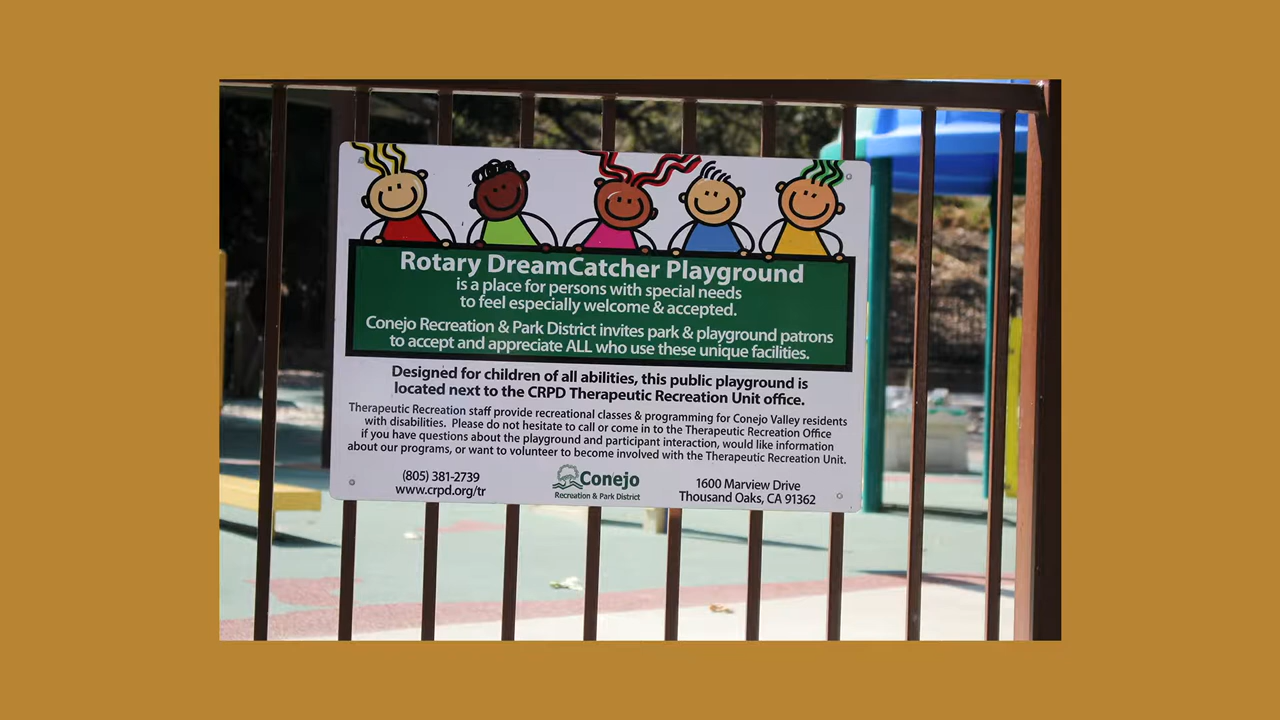 Rotary DreamCatcher Playground
is a place for persons with special needs
to feel especially welcome & accepted.
Conejo Recreation & Park District invites park & playground patrons
to accept and appreciate ALL who use these unique facilities.
Designed for children of all abilities, this public playground is
located next to the CRPD Therapeutic Recreation Unit office.
Therapeutic Recreation staff provide recreational classes & programming for Conejo Valley residents
with disabilities. Please do not hesitate to call or come in to the Therapeutic Recreation Office
if you have questions about the playground and participant interaction, would like information
about our programs, or want to volunteer to become involved with the Therapeutic Recreation Unit.
(805) 381-2739
www.crpd.org/tr
Conejo
Recreation & Park District
1600 Marview Drive
Thousand Oaks, CA 91362